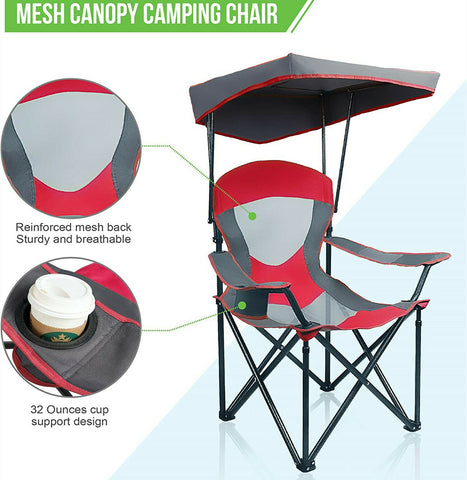 MESH CANOPY CAMPING CHAIR
Reinforced mesh back
Sturdy and breathable
32 Ounces cup
support design